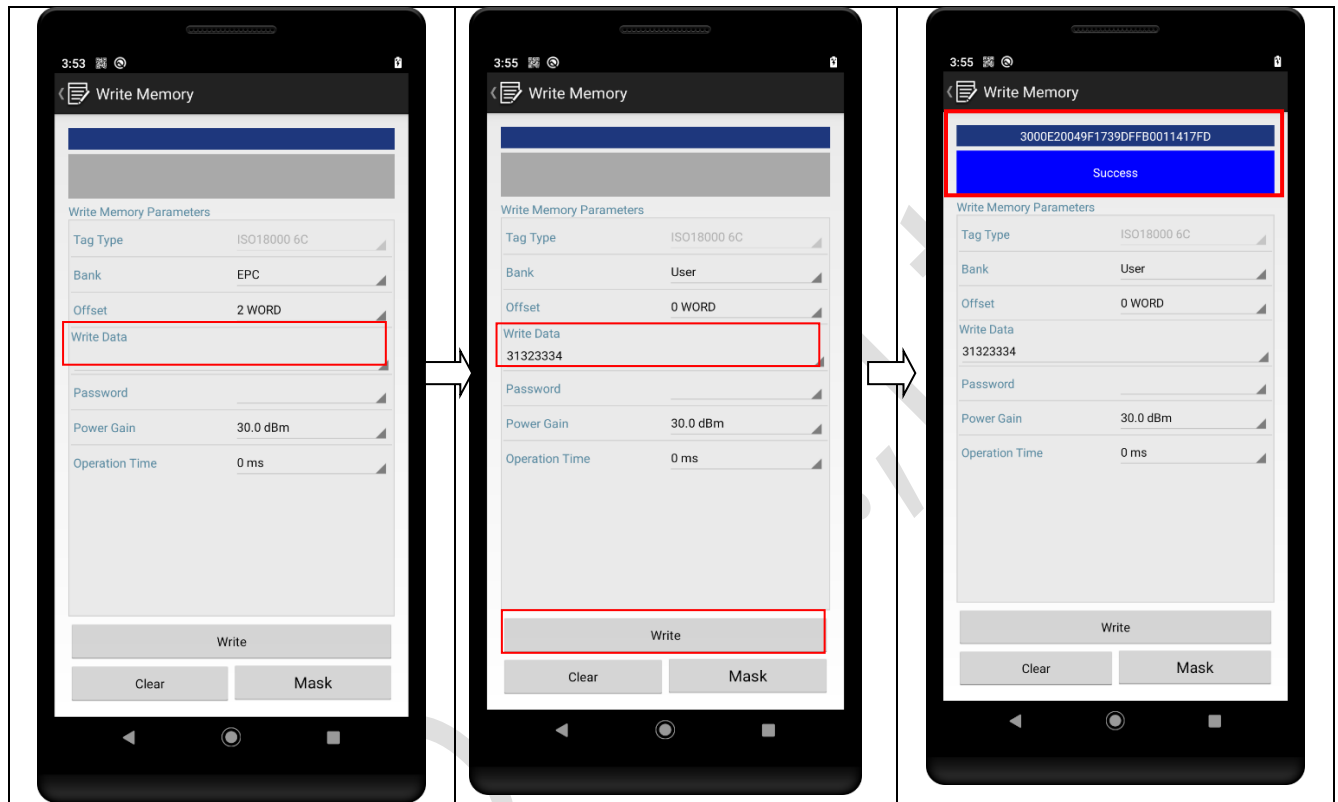 3:53
Write Memory
Write Memory Parameters
Tag Type ISO18000 6C
Bank EPC
Offset 2 WORD
Write Data
Password
Power Gain 30.0 dBm
Operation Time 0 ms
Write
Clear Mask
3:55
Write Memory
Write Memory Parameters
Tag Type ISO18000 6C
Bank User
Offset 0 WORD
Write Data
31323334
Password
Power Gain 30.0 dBm
Operation Time 0 ms
Write
Clear Mask
3:55
Write Memory
3000E20049F1739DFFB0011417FD
Success
Write Memory Parameters
Tag Type ISO18000 6C
Bank User
Offset 0 WORD
Write Data
31323334
Password
Power Gain 30.0 dBm
Operation Time 0 ms
Write
Clear Mask